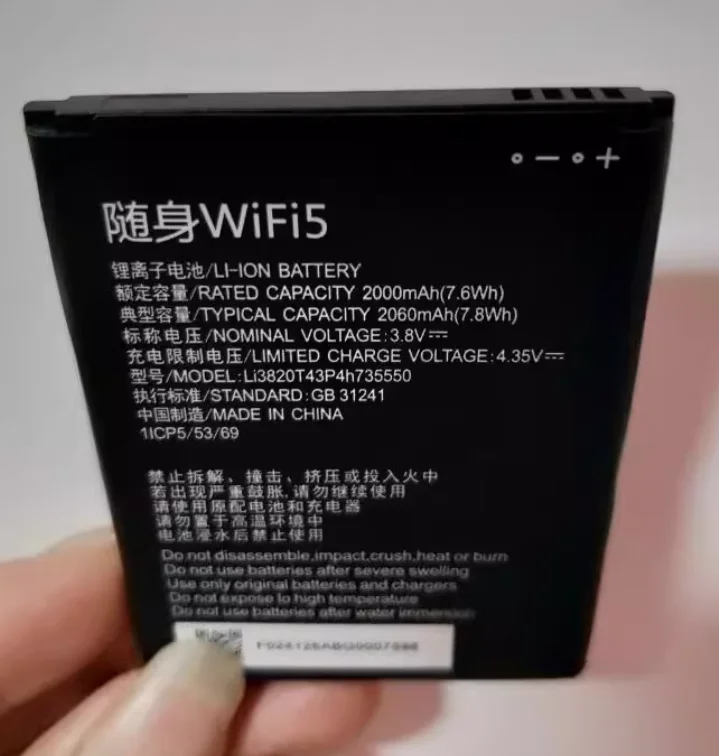 − +
随身WiFi5
锂离子电池/LI-ION BATTERY
额定容量/RATED CAPACITY 2000mAh(7.6Wh)
典型容量/TYPICAL CAPACITY 2060mAh(7.8Wh)
标称电压/NOMINAL VOLTAGE:3.8V⎓
充电限制电压/LIMITED CHARGE VOLTAGE:4.35V⎓
型号/MODEL:Li3820T43P4h735550
执行标准/STANDARD:GB 31241
中国制造/MADE IN CHINA
1ICP5/53/69
禁止拆解、撞击、挤压或投入火中
若出现严重鼓胀,请勿继续使用
请使用原配电池和充电器
请勿置于高温环境中
电池浸水后禁止使用
Do not disassemble,impact,crush,heat or burn
Do not use batteries after severe swelling
Use only original batteries and chargers
Do not expose to high temperature
Do not use batteries after water immersion